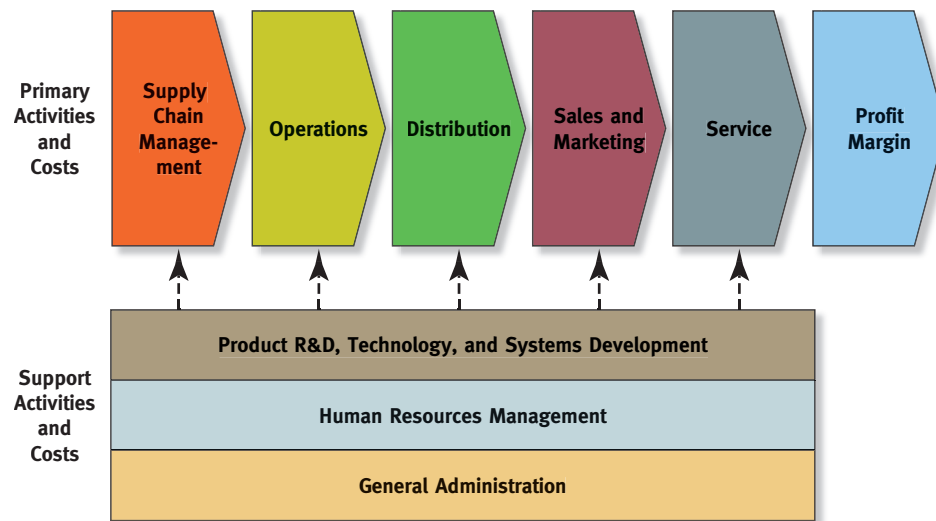 Primary
Activities
and
Costs
Supply
Chain
Manage-
ment
Operations
Distribution
Sales and
Marketing
Service
Profit
Margin
Support
Activities
and
Costs
Product R&D, Technology, and Systems Development
Human Resources Management
General Administration